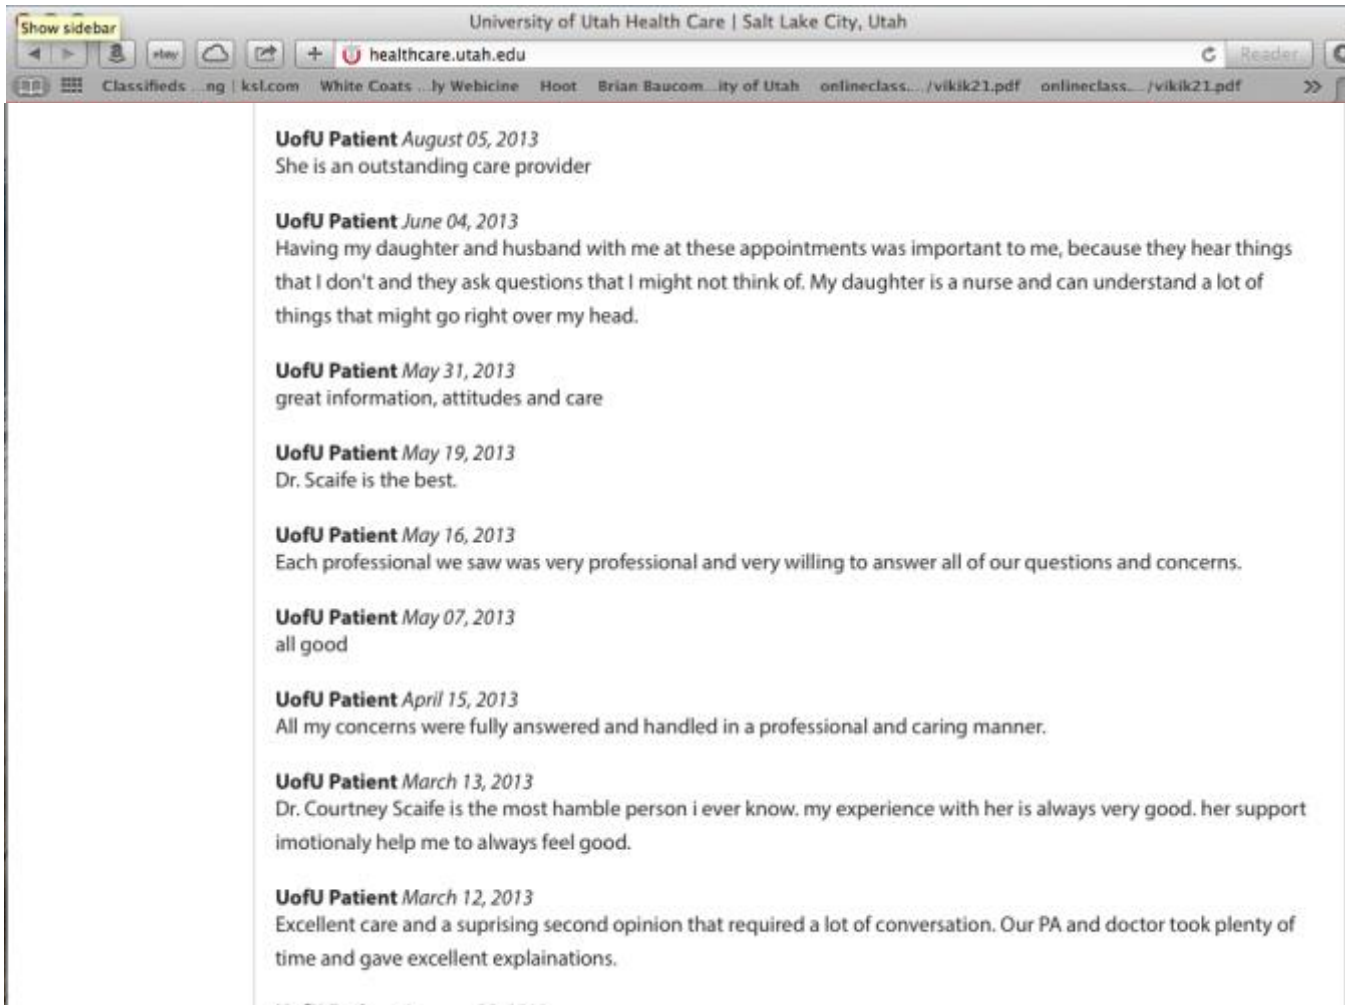 Show sidebar
University of Utah Health Care | Salt Lake City, Utah
ebay
healthcare.utah.edu
Reader
Classifieds ...ng | ksl.com White Coats ...ly Webicine Hoot Brian Baucom...ity of Utah onlineclass.../vikik21.pdf onlineclass.../vikik21.pdf
UofU Patient August 05, 2013
She is an outstanding care provider
UofU Patient June 04, 2013
Having my daughter and husband with me at these appointments was important to me, because they hear things
that I don't and they ask questions that I might not think of. My daughter is a nurse and can understand a lot of
things that might go right over my head.
UofU Patient May 31, 2013
great information, attitudes and care
UofU Patient May 19, 2013
Dr. Scaife is the best.
UofU Patient May 16, 2013
Each professional we saw was very professional and very willing to answer all of our questions and concerns.
UofU Patient May 07, 2013
all good
UofU Patient April 15, 2013
All my concerns were fully answered and handled in a professional and caring manner.
UofU Patient March 13, 2013
Dr. Courtney Scaife is the most hamble person i ever know. my experience with her is always very good. her support
imotionaly help me to always feel good.
UofU Patient March 12, 2013
Excellent care and a suprising second opinion that required a lot of conversation. Our PA and doctor took plenty of
time and gave excellent explainations.